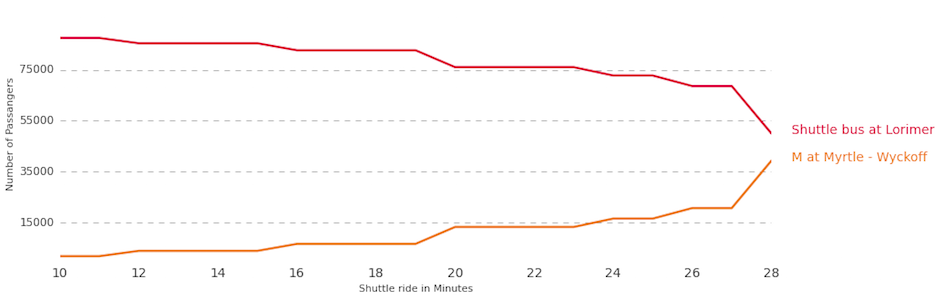 75000
55000
35000
15000
Number of Passangers
10 12 14 16 18 20 22 24 26 28
Shuttle ride in Minutes
Shuttle bus at Lorimer
M at Myrtle - Wyckoff